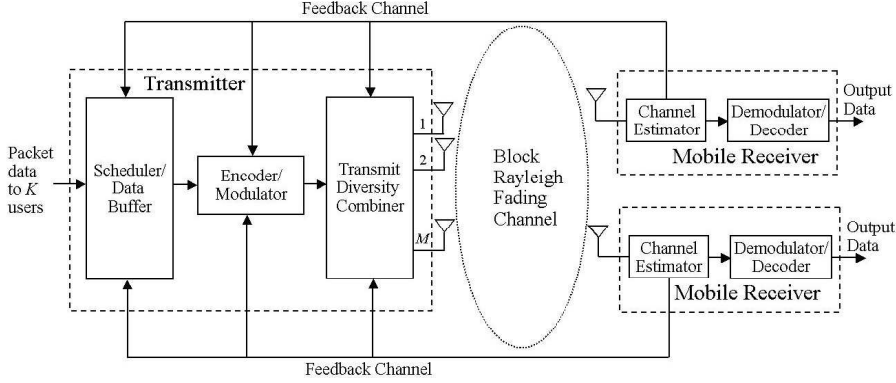 Feedback Channel
Transmitter
Packet
data
to K
users
Scheduler/
Data
Buffer
Encoder/
Modulator
Transmit
Diversity
Combiner
1
2
M
Block
Rayleigh
Fading
Channel
Channel
Estimator
Demodulator/
Decoder
Output
Data
Mobile Receiver
Channel
Estimator
Demodulator/
Decoder
Output
Data
Mobile Receiver
Feedback Channel